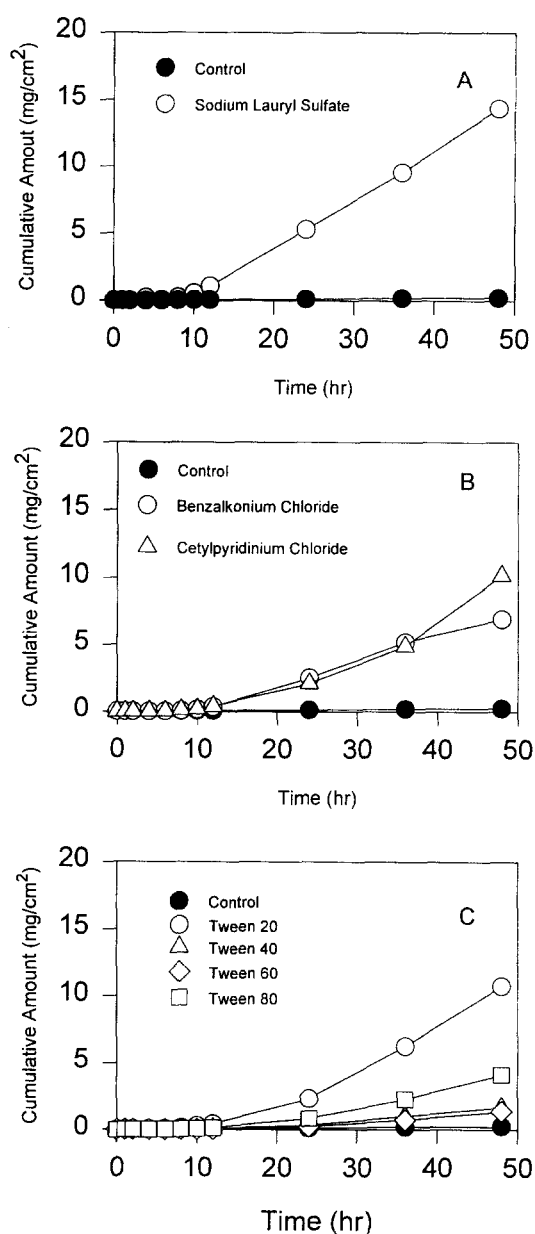 20
15
10
5
0
Cumulative Amout (mg/cm²)
Control
Sodium Lauryl Sulfate
A
0 10 20 30 40 50
Time (hr)
20
15
10
5
0
Cumulative Amount (mg/cm²)
Control
Benzalkonium Chloride
Cetylpyridinium Chloride
B
0 10 20 30 40 50
Time (hr)
20
15
10
5
0
Cumulative Amount (mg/cm²)
Control
Tween 20
Tween 40
Tween 60
Tween 80
C
0 10 20 30 40 50
Time (hr)